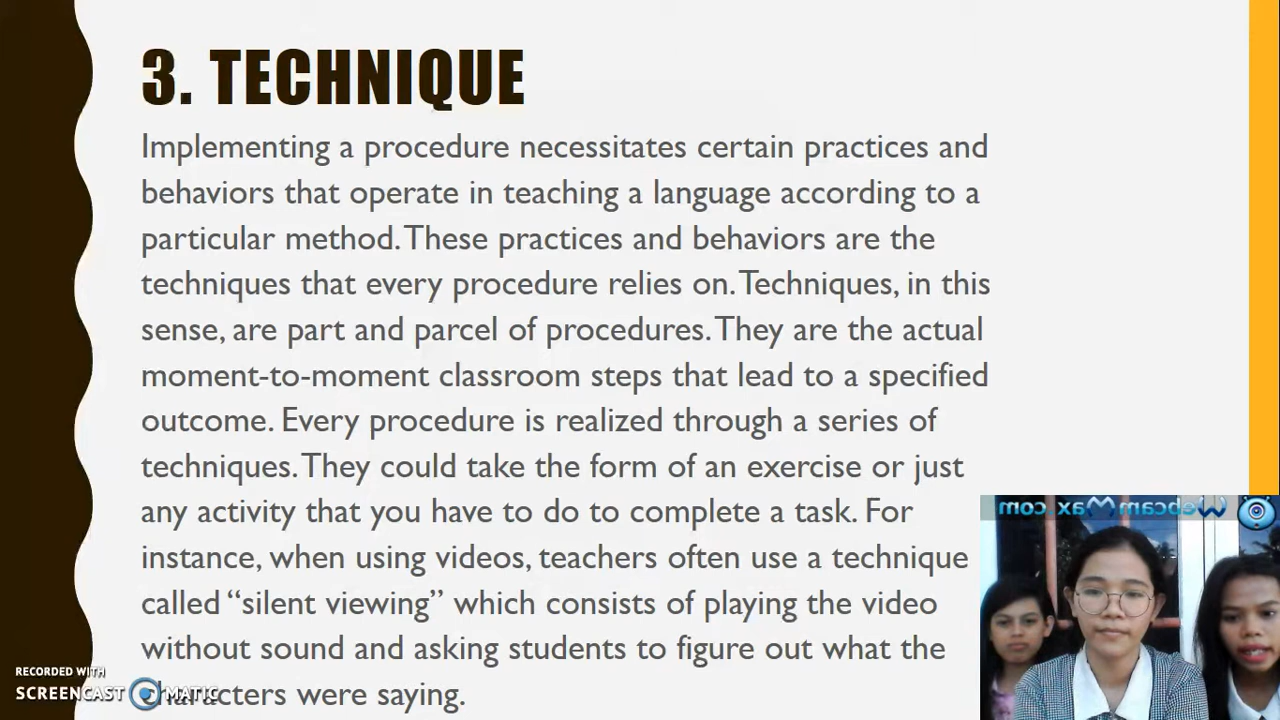 3. TECHNIQUE
Implementing a procedure necessitates certain practices and
behaviors that operate in teaching a language according to a
particular method. These practices and behaviors are the
techniques that every procedure relies on. Techniques, in this
sense, are part and parcel of procedures. They are the actual
moment-to-moment classroom steps that lead to a specified
outcome. Every procedure is realized through a series of
techniques. They could take the form of an exercise or just
any activity that you have to do to complete a task. For
instance, when using videos, teachers often use a technique
called “silent viewing” which consists of playing the video
without sound and asking students to figure out what the
characters were saying.
WebcamMax.com
RECORDED WITH
SCREENCAST MATIC